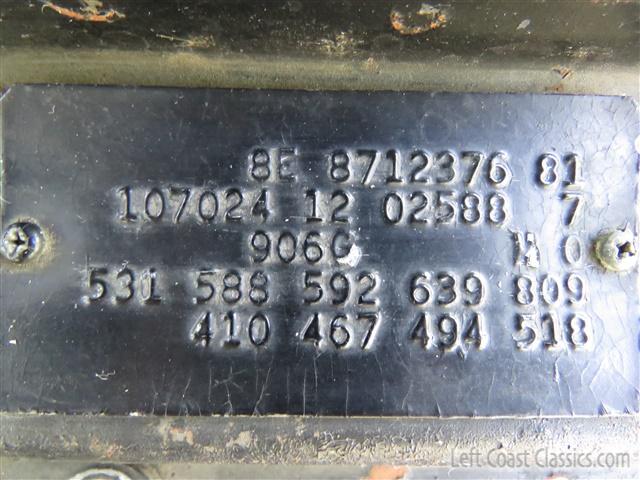 8E 8712376 81
107024 12 02588 7
906G 0
531 588 592 639 809
410 467 494 518
Left Coast Classics.com